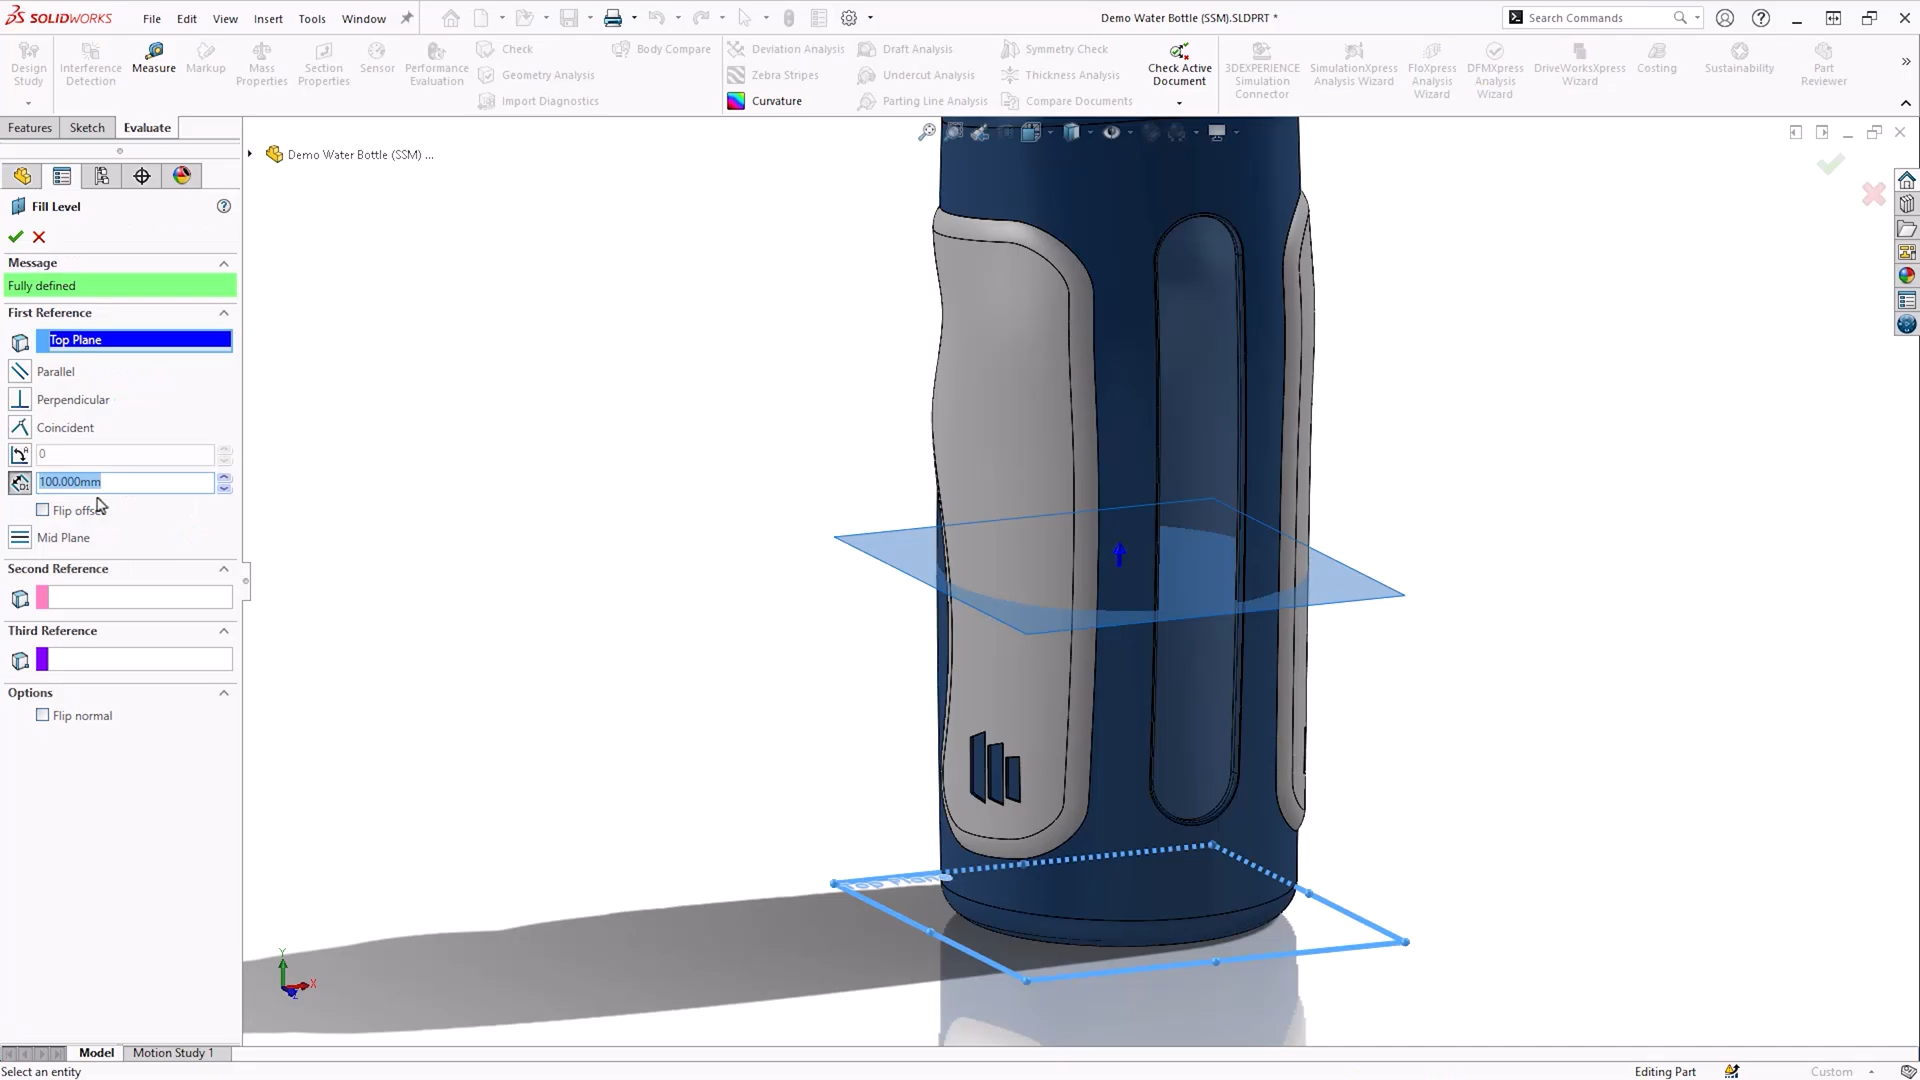 SOLIDWORKS File Edit View Insert Tools Window Demo Water Bottle (SSM).SLDPRT * Search Commands
Design Study
Interference Detection
Measure
Markup
Mass Properties
Section Properties
Sensor
Performance Evaluation
Check
Geometry Analysis
Import Diagnostics
Body Compare
Deviation Analysis
Zebra Stripes
Curvature
Draft Analysis
Undercut Analysis
Parting Line Analysis
Symmetry Check
Thickness Analysis
Compare Documents
Check Active Document
3DEXPERIENCE Simulation Connector
SimulationXpress Analysis Wizard
FloXpress Analysis Wizard
DFMXpress Analysis Wizard
DriveWorksXpress Wizard
Costing
Sustainability
Part Reviewer
Features Sketch Evaluate
Demo Water Bottle (SSM) ...
Fill Level
Message
Fully defined
First Reference
Top Plane
Parallel
Perpendicular
Coincident
0
100.000mm
Flip offset
Mid Plane
Second Reference
Third Reference
Options
Flip normal
Top Plane
Y
X
Z
Model Motion Study 1
Select an entity
Editing Part
Custom